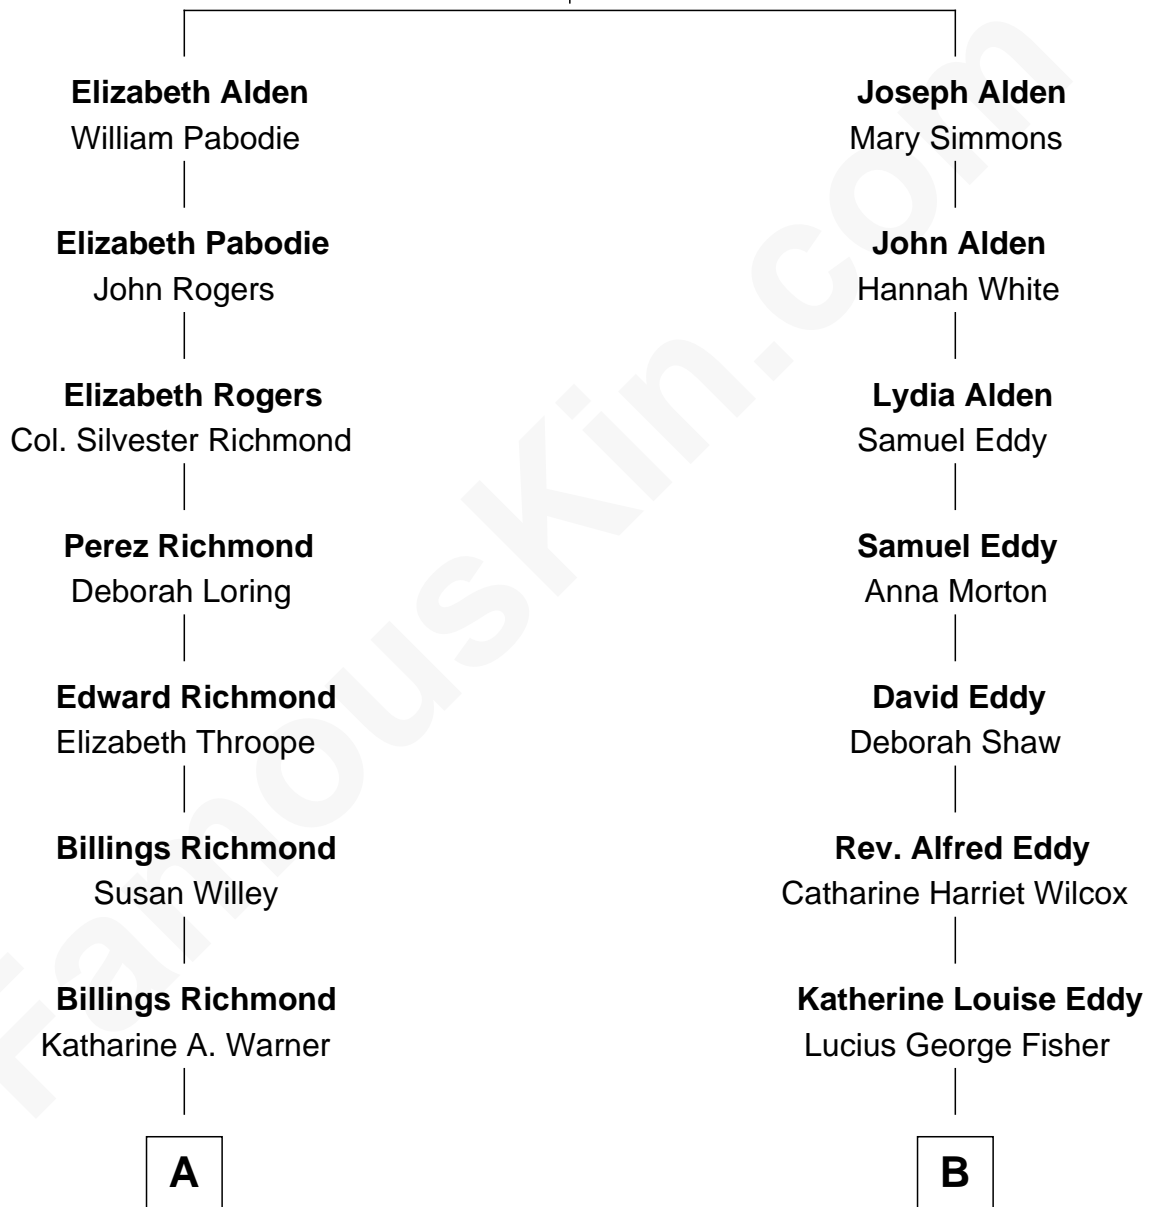 Elizabeth Alden
William Pabodie
Joseph Alden
Mary Simmons
Elizabeth Pabodie
John Rogers
John Alden
Hannah White
Elizabeth Rogers
Col. Silvester Richmond
Lydia Alden
Samuel Eddy
Perez Richmond
Deborah Loring
Samuel Eddy
Anna Morton
Edward Richmond
Elizabeth Throope
David Eddy
Deborah Shaw
Billings Richmond
Susan Willey
Rev. Alfred Eddy
Catharine Harriet Wilcox
Billings Richmond
Katharine A. Warner
Katherine Louise Eddy
Lucius George Fisher
A
B
FamousKin.com